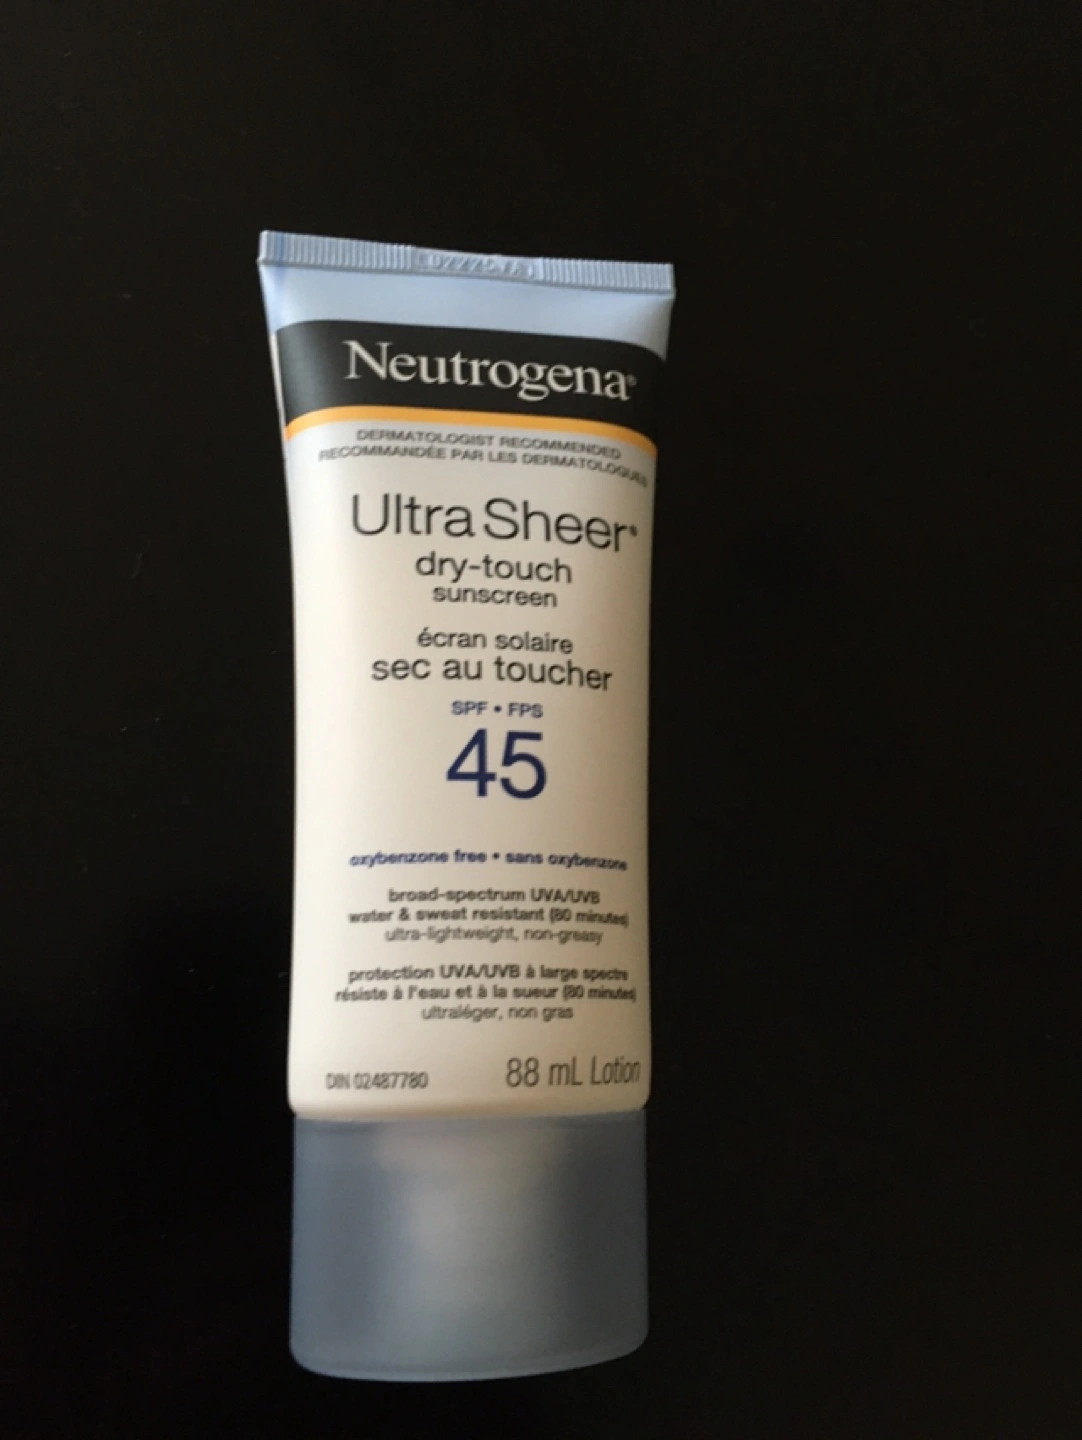 Neutrogena®
DERMATOLOGIST RECOMMENDED
RECOMMANDÉE PAR LES DERMATOLOGUES
Ultra Sheer®
dry-touch
sunscreen
écran solaire
sec au toucher
SPF • FPS
45
oxybenzone free • sans oxybenzone
broad-spectrum UVA/UVB
water & sweat resistant (80 minutes)
ultra-lightweight, non-greasy
protection UVA/UVB à large spectre
résiste à l'eau et à la sueur (80 minutes)
ultraléger, non gras
DIN 02487780
88 mL Lotion